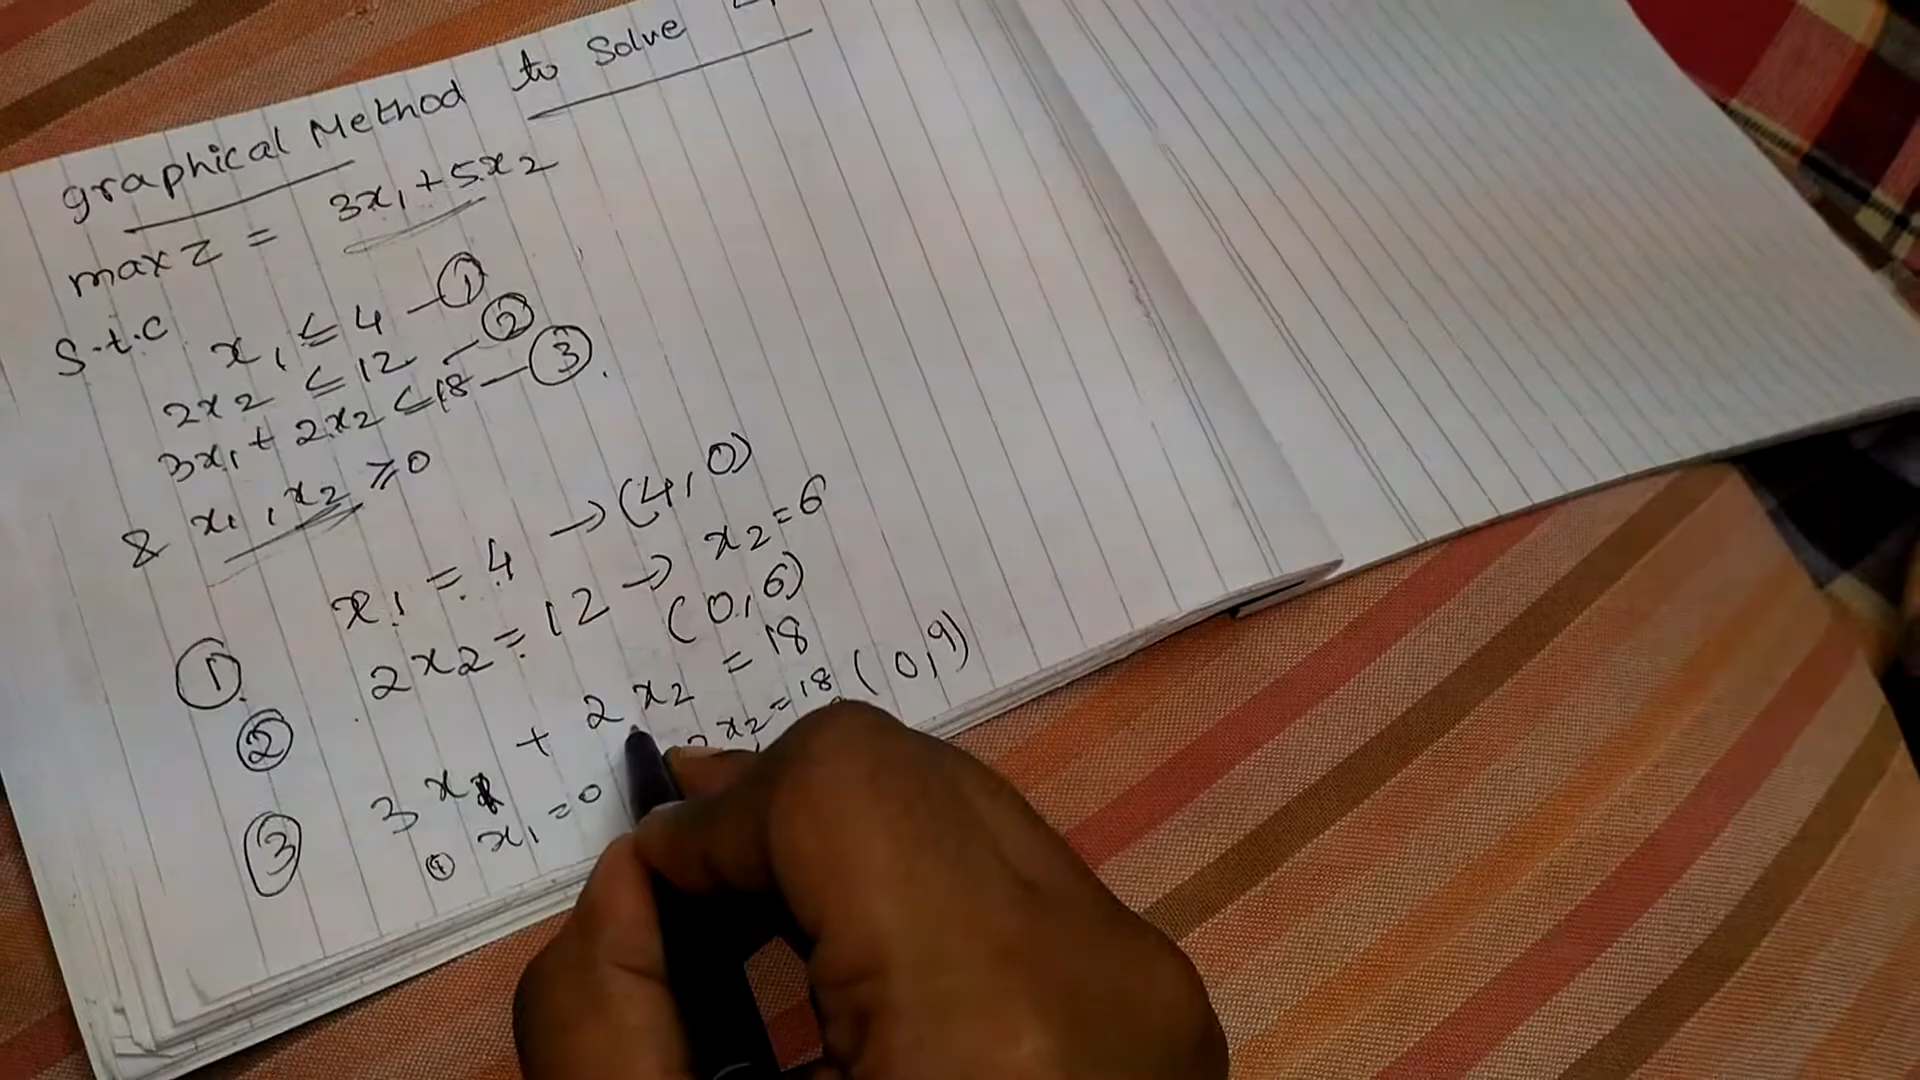 graphical Method to Solve
max Z = 3x₁ + 5x₂
S.t.c x₁ ≤ 4 — ①
2x₂ ≤ 12 — ②
3x₁ + 2x₂ ≤ 18 — ③.
& x₁, x₂ ≥ 0
① x₁ = 4 → (4, 0)
② 2x₂ = 12 → x₂ = 6
(0, 6)
③ 3x₁ + 2x₂ = 18
x₁ = 0 2x₂ = 18 (0, 9)